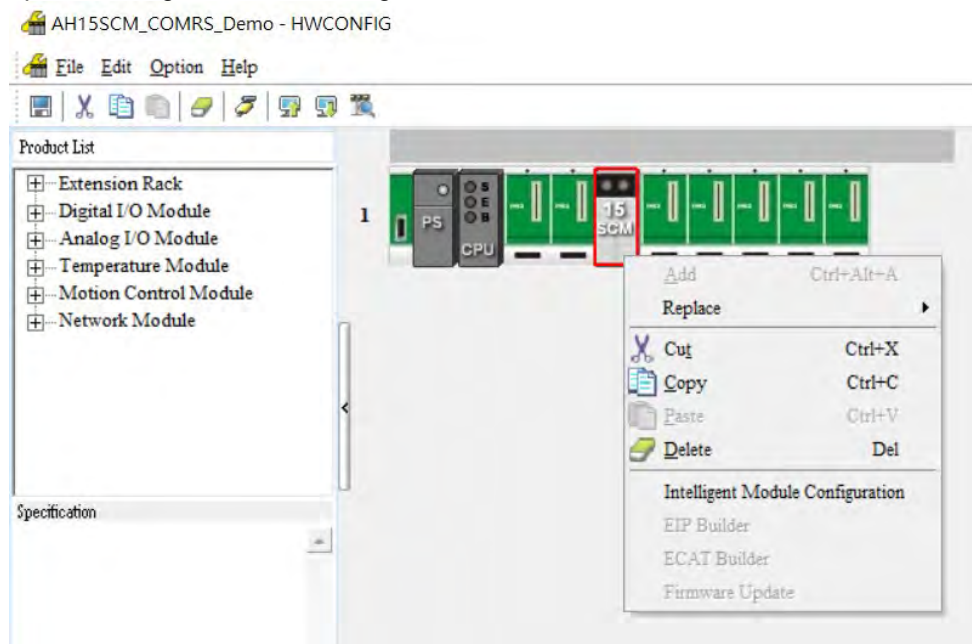 AH15SCM_COMRS_Demo - HWCONFIG
File Edit Option Help
Product List
Extension Rack
Digital I/O Module
Analog I/O Module
Temperature Module
Motion Control Module
Network Module
1
PS
S
E
B
CPU
15
SCM
Add Ctrl+Alt+A
Replace
Cut Ctrl+X
Copy Ctrl+C
Paste Ctrl+V
Delete Del
Intelligent Module Configuration
EIP Builder
ECAT Builder
Firmware Update
Specification